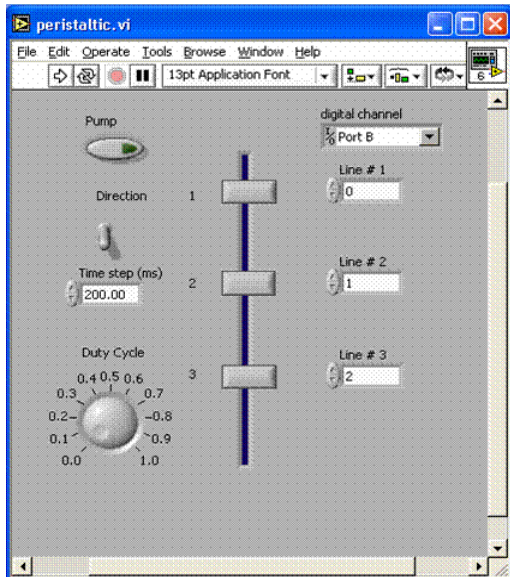 peristaltic.vi
File Edit Operate Tools Browse Window Help
13pt Application Font
6
Pump
digital channel
I/O Port B
Line # 1
0
Direction
1
Line # 2
1
Time step (ms)
200.00
2
Line # 3
2
Duty Cycle
3
0.0
0.1
0.2
0.3
0.4
0.5
0.6
0.7
0.8
0.9
1.0